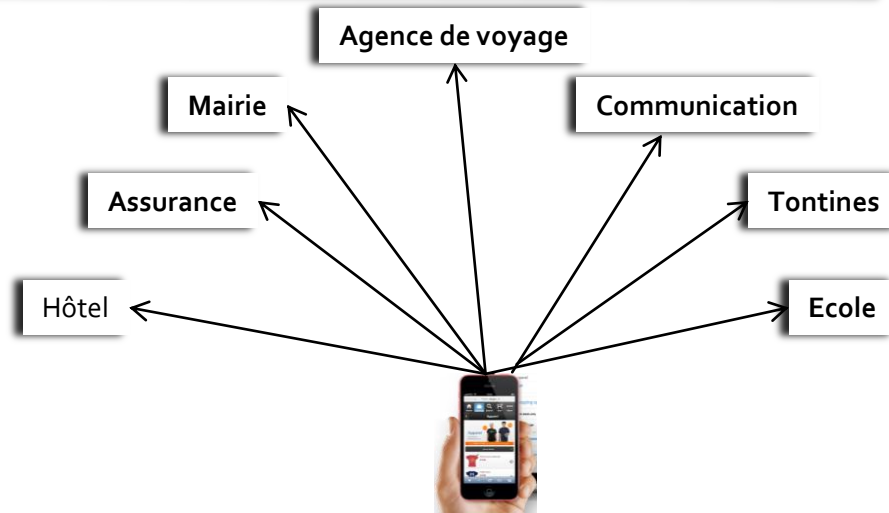 Agence de voyage
Mairie
Communication
Assurance
Tontines
Hôtel
Ecole